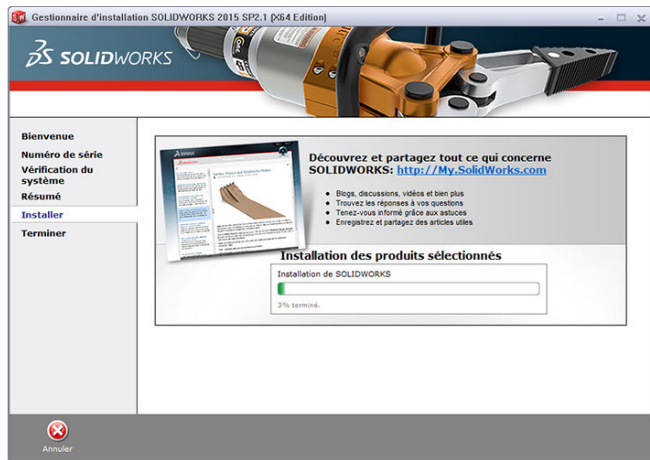 Gestionnaire d'installation SOLIDWORKS 2015 SP2.1 (X64 Edition)
SOLIDWORKS
Bienvenue
Numéro de série
Vérification du
système
Résumé
Installer
Terminer
Découvrez et partagez tout ce qui concerne
SOLIDWORKS: http://My.SolidWorks.com
Blogs, discussions, vidéos et bien plus
Trouvez les réponses à vos questions
Tenez-vous informé grâce aux astuces
Enregistrez et partagez des articles utiles
Installation des produits sélectionnés
Installation de SOLIDWORKS
3% terminé.
Annuler